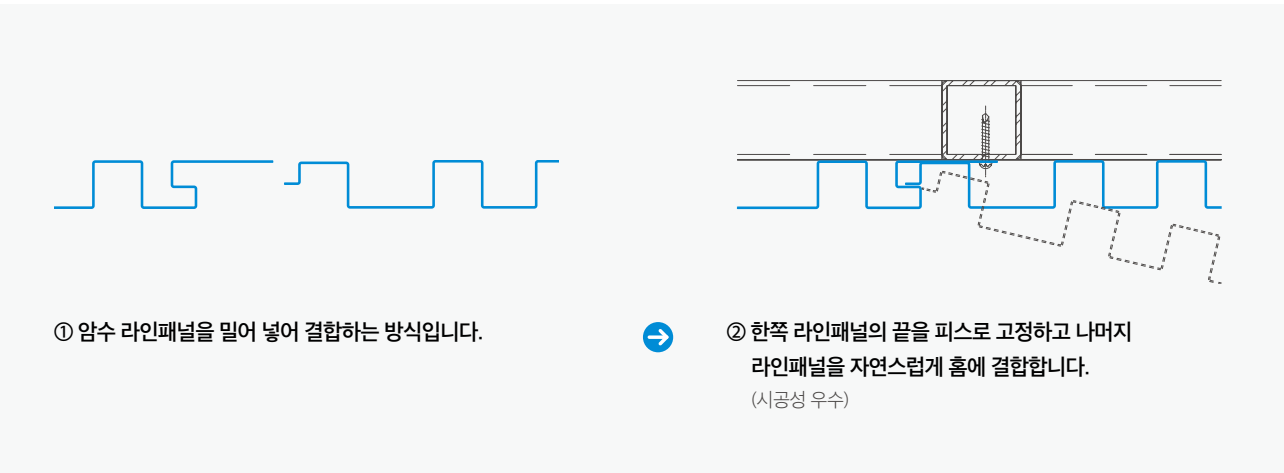 ① 암수 라인패널을 밀어 넣어 결합하는 방식입니다.
② 한쪽 라인패널의 끝을 피스로 고정하고 나머지
라인패널을 자연스럽게 홈에 결합합니다.
(시공성 우수)